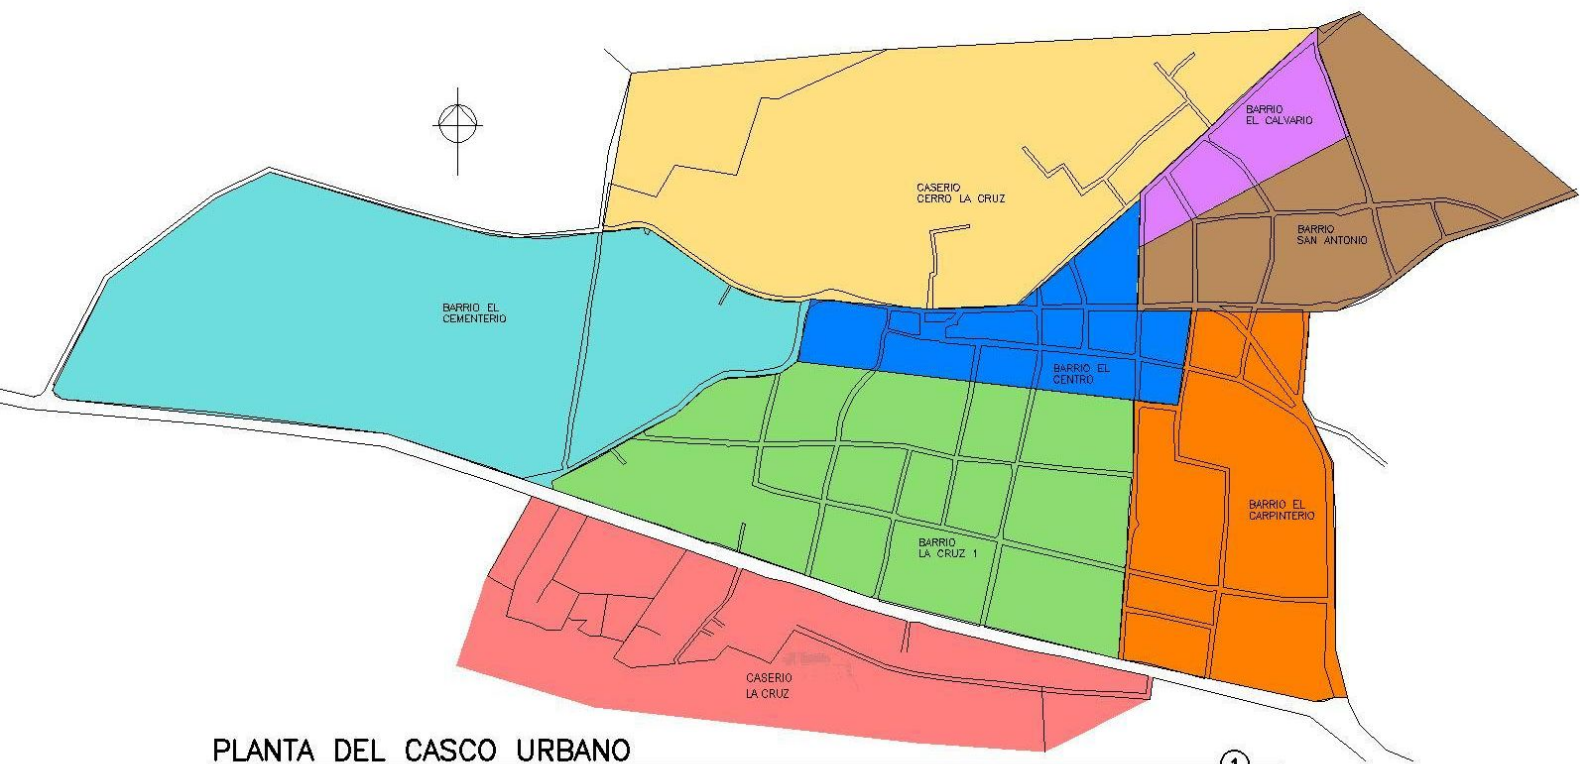 BARRIO
EL CALVARIO
CASERIO
CERRO LA CRUZ
BARRIO
SAN ANTONIO
BARRIO EL
CEMENTERIO
BARRIO EL
CENTRO
BARRIO EL
CARPINTERIO
BARRIO
LA CRUZ 1
CASERIO
LA CRUZ
PLANTA DEL CASCO URBANO
1